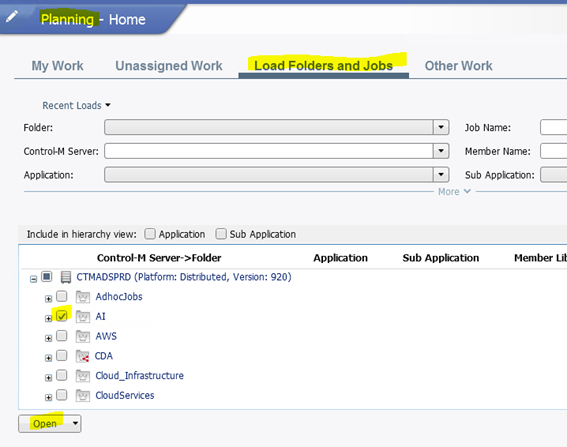 Planning - Home
My Work Unassigned Work Load Folders and Jobs Other Work
Recent Loads
Folder: Job Name:
Control-M Server: Member Name:
Application: Sub Application:
More
Include in hierarchy view: Application Sub Application
Control-M Server->Folder Application Sub Application Member Lib
CTMADSPRD (Platform: Distributed, Version: 920)
AdhocJobs
AI
AWS
CDA
Cloud_Infrastructure
CloudServices
Open